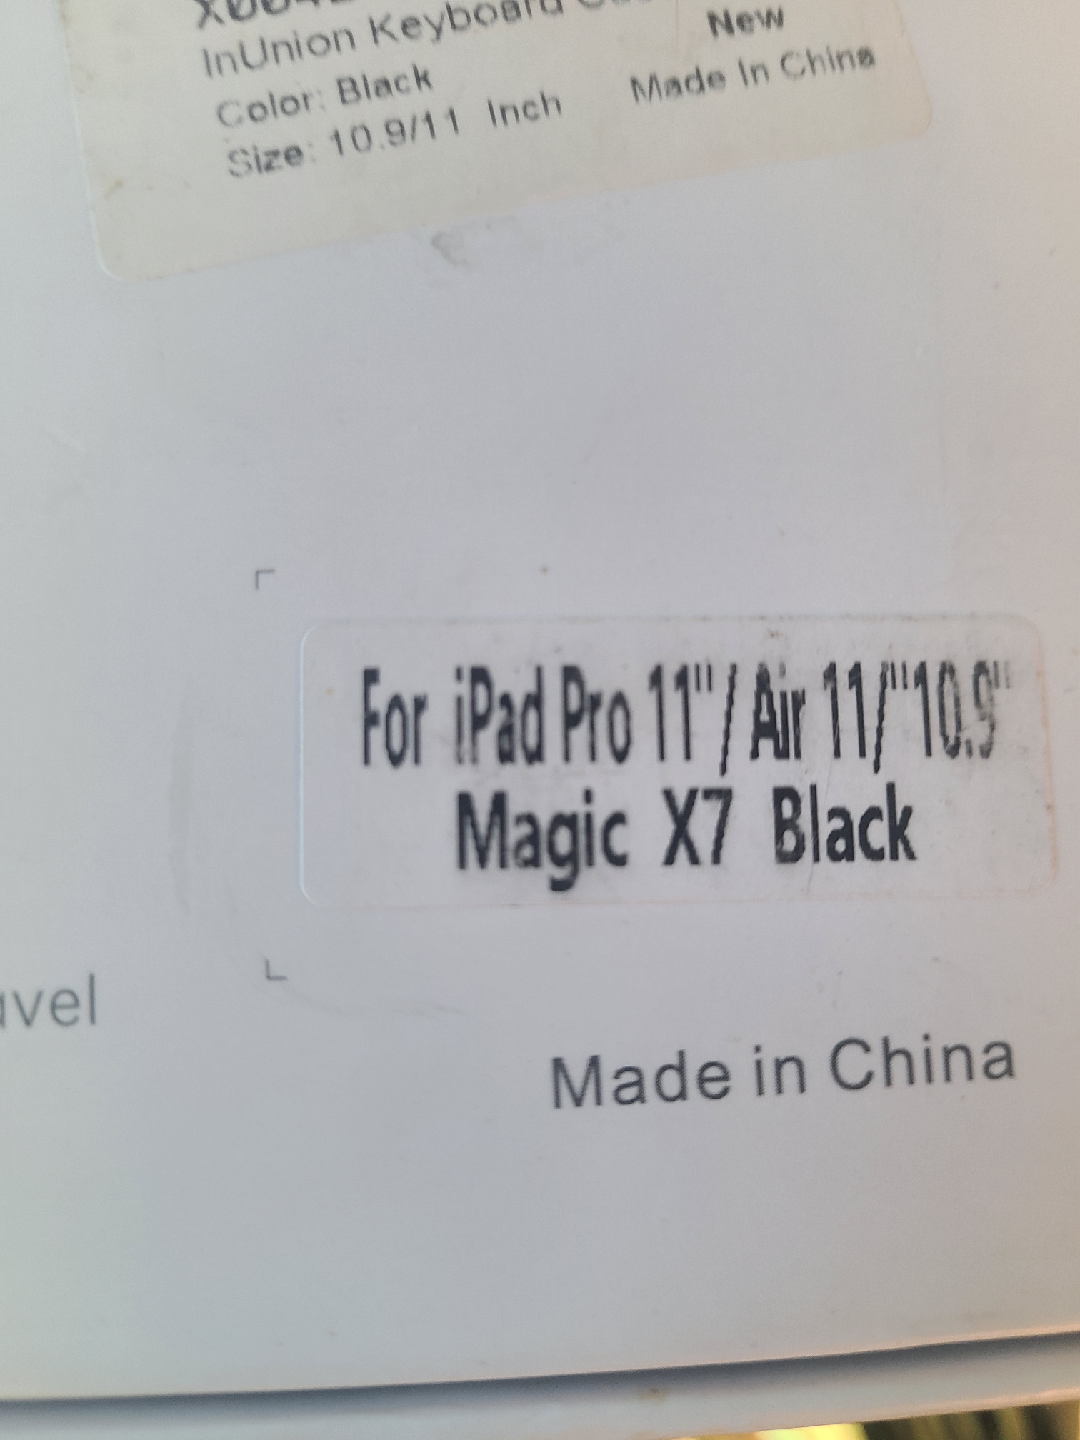 InUnion Keyboard
New
Color: Black
Made In China
Size: 10.9/11 Inch
For iPad Pro 11"/ Air 11/"10.9"
Magic X7 Black
Made in China